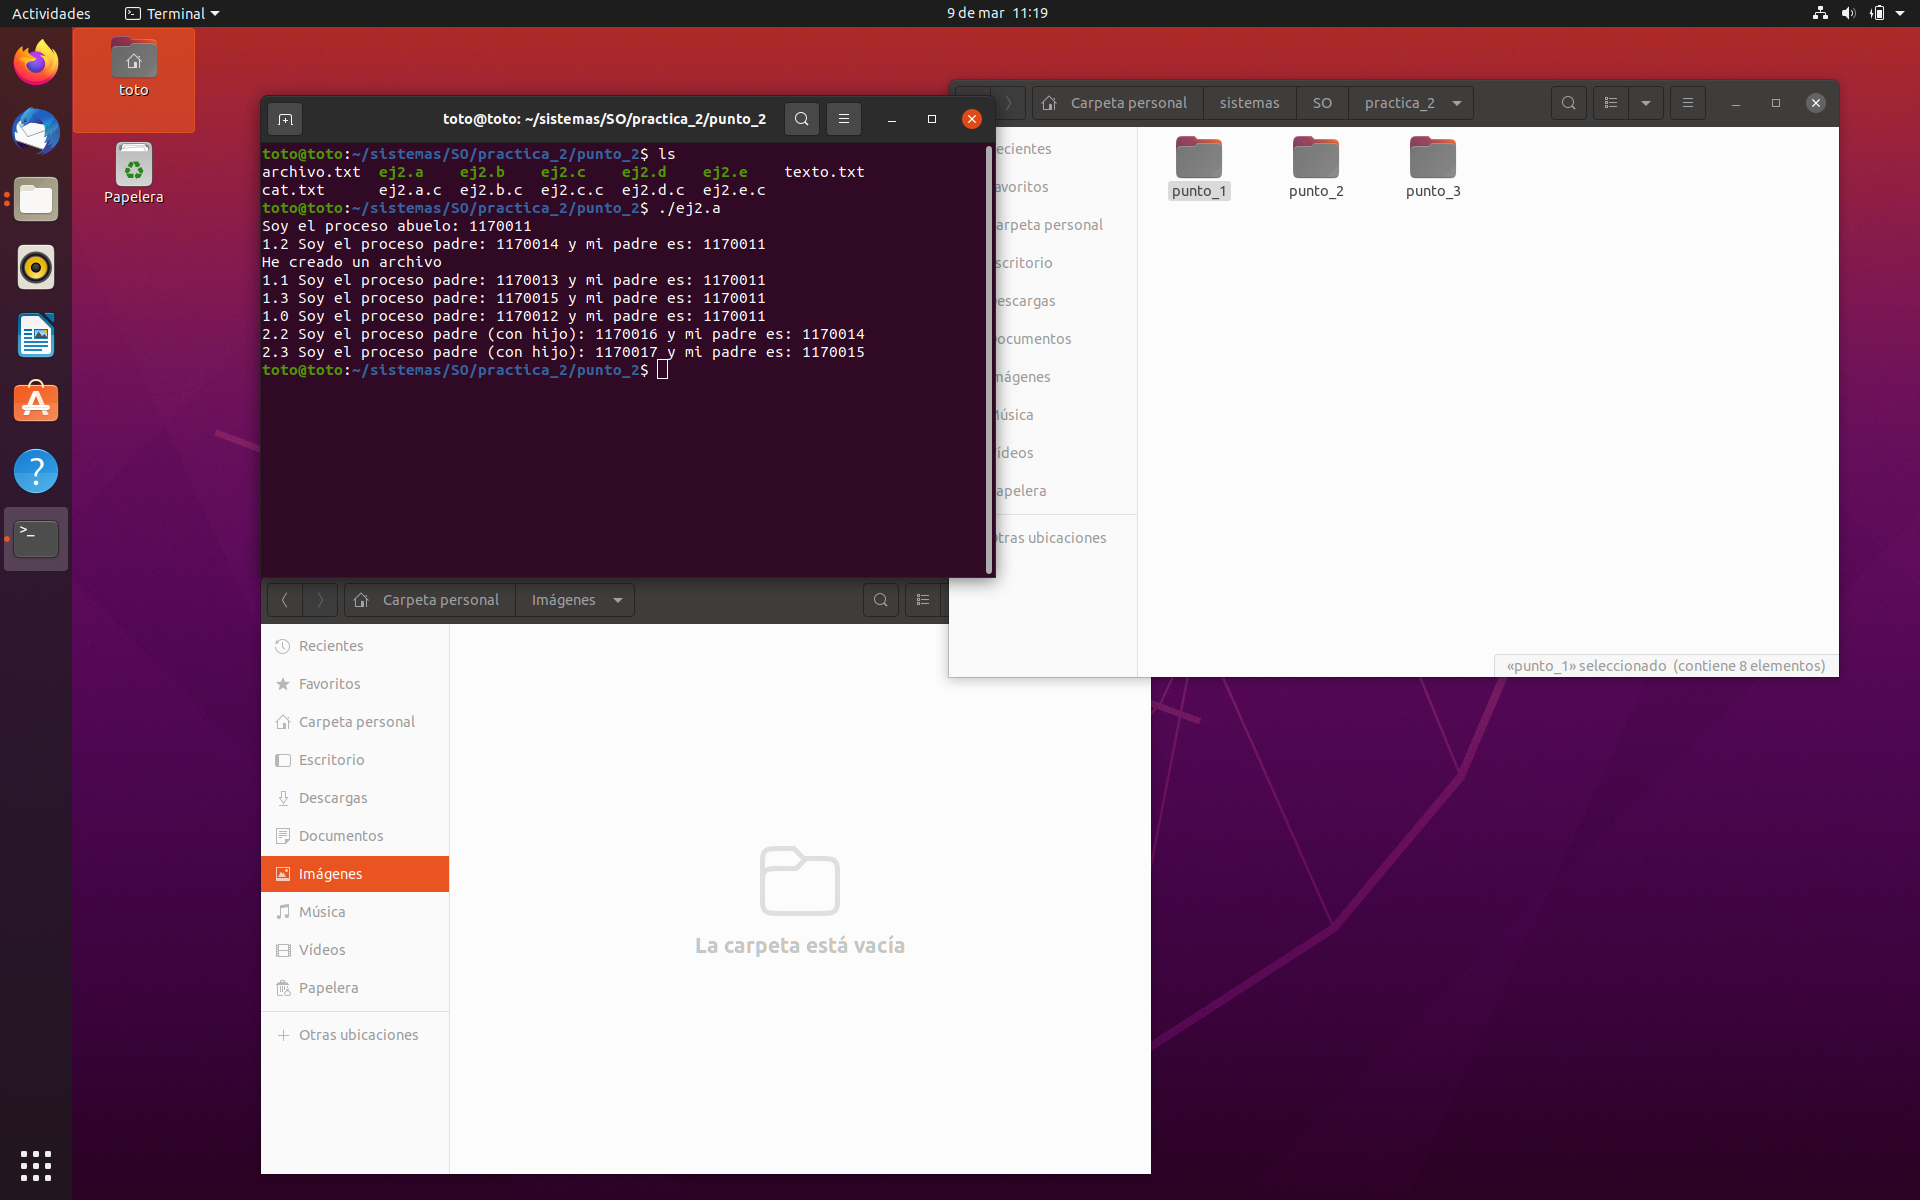 Actividades
Terminal
9 de mar 11:19
toto
Papelera
toto@toto: ~/sistemas/SO/practica_2/punto_2
toto@toto:~/sistemas/SO/practica_2/punto_2$ ls
archivo.txt ej2.a ej2.b ej2.c ej2.d ej2.e texto.txt
cat.txt ej2.a.c ej2.b.c ej2.c.c ej2.d.c ej2.e.c
toto@toto:~/sistemas/SO/practica_2/punto_2$ ./ej2.a
Soy el proceso abuelo: 1170011
1.2 Soy el proceso padre: 1170014 y mi padre es: 1170011
He creado un archivo
1.1 Soy el proceso padre: 1170013 y mi padre es: 1170011
1.3 Soy el proceso padre: 1170015 y mi padre es: 1170011
1.0 Soy el proceso padre: 1170012 y mi padre es: 1170011
2.2 Soy el proceso padre (con hijo): 1170016 y mi padre es: 1170014
2.3 Soy el proceso padre (con hijo): 1170017 y mi padre es: 1170015
toto@toto:~/sistemas/SO/practica_2/punto_2$
Carpeta personal sistemas SO practica_2
ecientes
avoritos
arpeta personal
scritorio
escargas
ocumentos
mágenes
úsica
ídeos
apelera
tras ubicaciones
punto_1 punto_2 punto_3
«punto_1» seleccionado (contiene 8 elementos)
Carpeta personal Imágenes
Recientes
Favoritos
Carpeta personal
Escritorio
Descargas
Documentos
Imágenes
Música
Vídeos
Papelera
Otras ubicaciones
La carpeta está vacía